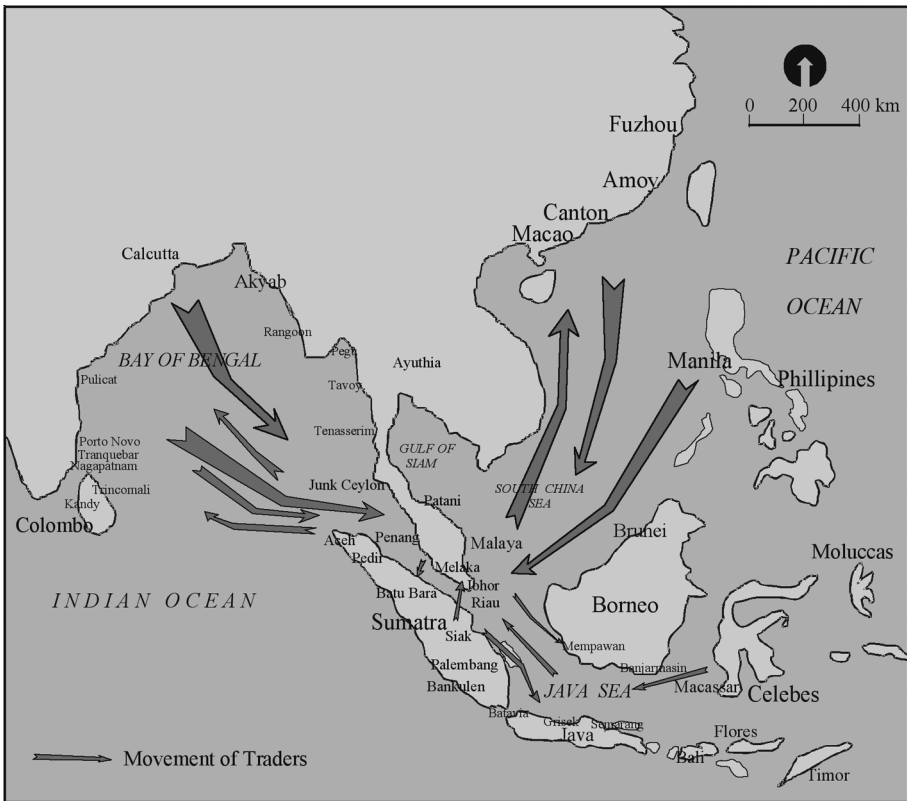 0 200 400 km
Fuzhou
Amoy
Canton
Macao
PACIFIC
OCEAN
Calcutta
Akyab
Rangoon
BAY OF BENGAL
Pegu
Ayuthia
Manila
Phillipines
Pulicat
Tavoy
Tenasserim
GULF OF
SIAM
Porto Novo
Tranquebar
Nagapatnam
Trincomali
Kandy
Colombo
Junk Ceylon
Patani
SOUTH CHINA
SEA
Brunei
Aceh
Penang
Malaya
Pedir
Melaka
Moluccas
INDIAN OCEAN
Batu Bara
Johor
Riau
Borneo
Sumatra
Siak
Mempawan
Palembang
Banjarmasin
Bankulen
JAVA SEA
Macassar
Celebes
Batavia
Grisek
Semarang
Java
Flores
Bali
Timor
Movement of Traders